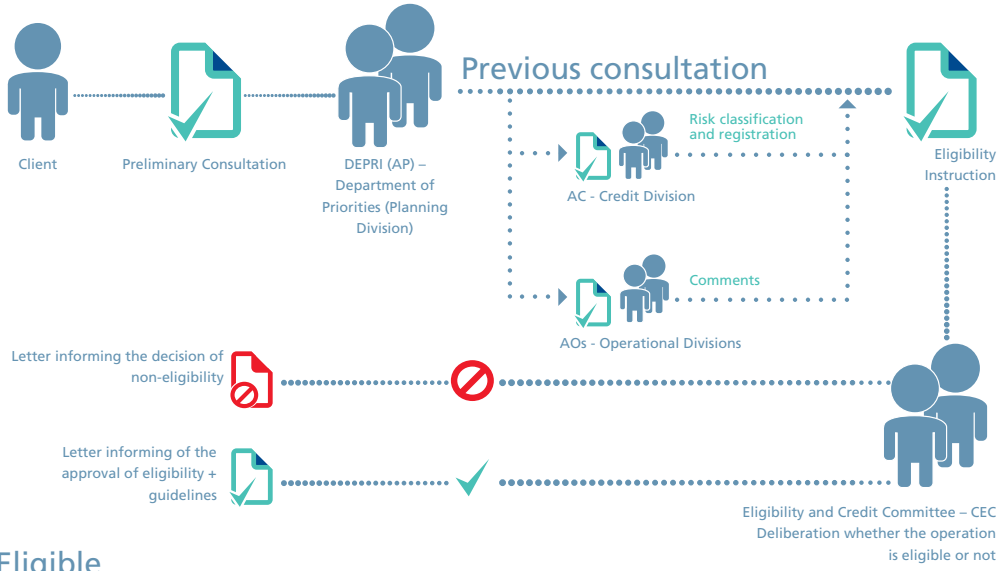 Previous consultation
Client
Preliminary Consultation
DEPRI (AP) –
Department of
Priorities (Planning
Division)
Risk classification
and registration
AC - Credit Division
Eligibility
Instruction
Comments
AOs - Operational Divisions
Letter informing the decision of
non-eligibility
Letter informing of the
approval of eligibility +
guidelines
Eligibility and Credit Committee – CEC
Deliberation whether the operation
is eligible or not
Eligible